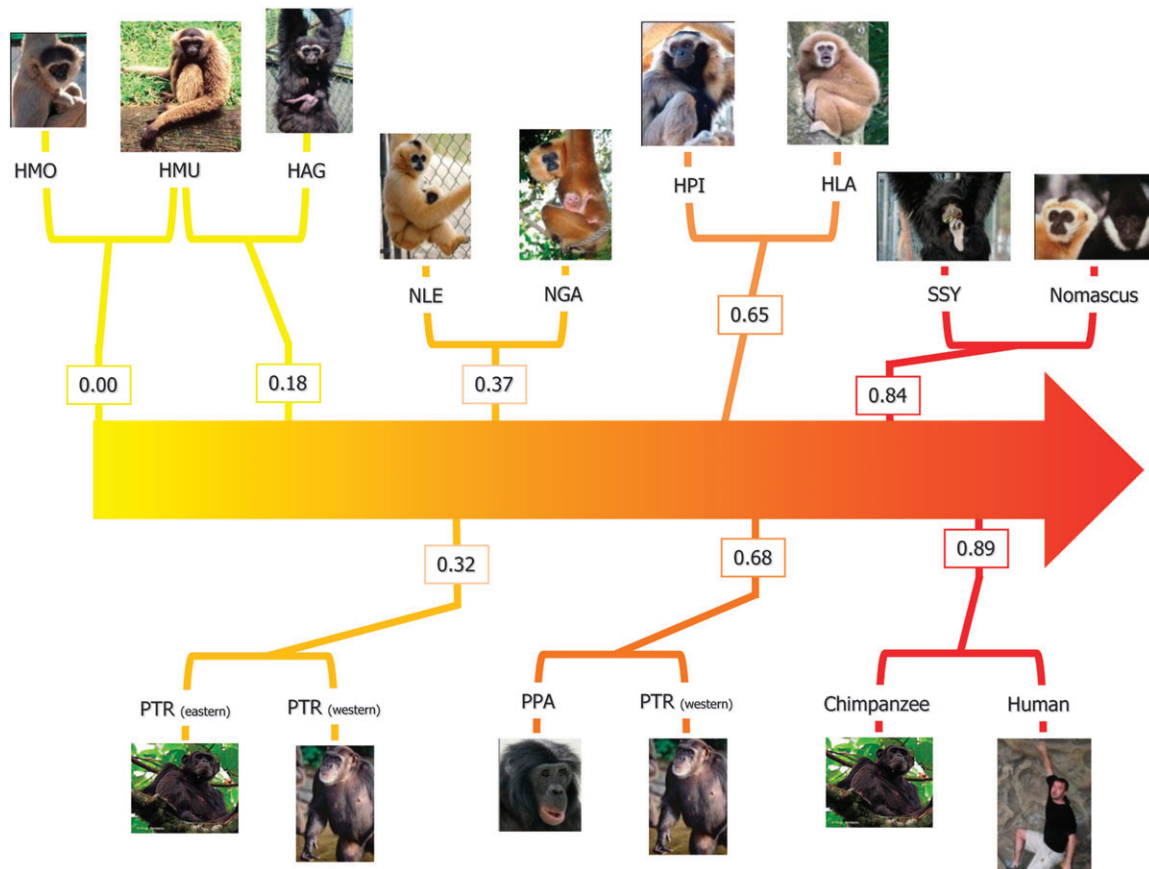 HMO
HMU
HAG
NLE
NGA
HPI
HLA
SSY
Nomascus
0.00
0.18
0.37
0.65
0.84
0.32
0.68
0.89
PTR (eastern)
PTR (western)
PPA
PTR (western)
Chimpanzee
Human